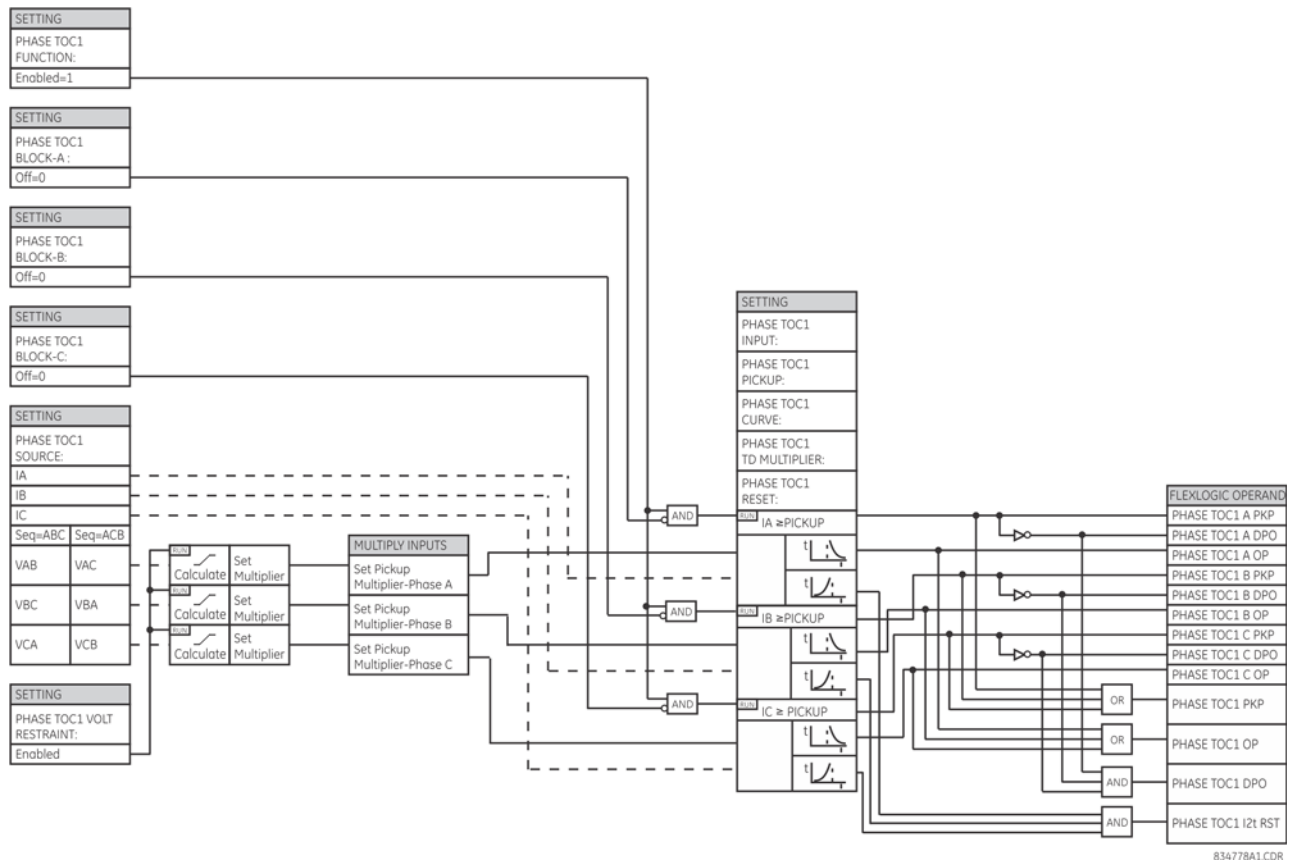 SETTING
PHASE TOC1
FUNCTION:
Enabled=1
SETTING
PHASE TOC1
BLOCK-A :
Off=0
SETTING
PHASE TOC1
BLOCK-B:
Off=0
SETTING
PHASE TOC1
BLOCK-C:
Off=0
SETTING
PHASE TOC1
SOURCE:
IA
IB
IC
Seq=ABC Seq=ACB
VAB VAC
VBC VBA
VCA VCB
SETTING
PHASE TOC1 VOLT
RESTRAINT:
Enabled
RUN
Calculate
Set
Multiplier
RUN
Calculate
Set
Multiplier
RUN
Calculate
Set
Multiplier
MULTIPLY INPUTS
Set Pickup
Multiplier-Phase A
Set Pickup
Multiplier-Phase B
Set Pickup
Multiplier-Phase C
AND
AND
AND
SETTING
PHASE TOC1
INPUT:
PHASE TOC1
PICKUP:
PHASE TOC1
CURVE:
PHASE TOC1
TD MULTIPLIER:
PHASE TOC1
RESET:
RUN IA ≥PICKUP
t
t
RUN IB ≥PICKUP
t
t
RUN IC ≥ PICKUP
t
t
OR
OR
AND
AND
FLEXLOGIC OPERAND
PHASE TOC1 A PKP
PHASE TOC1 A DPO
PHASE TOC1 A OP
PHASE TOC1 B PKP
PHASE TOC1 B DPO
PHASE TOC1 B OP
PHASE TOC1 C PKP
PHASE TOC1 C DPO
PHASE TOC1 C OP
PHASE TOC1 PKP
PHASE TOC1 OP
PHASE TOC1 DPO
PHASE TOC1 I2t RST
834778A1.CDR